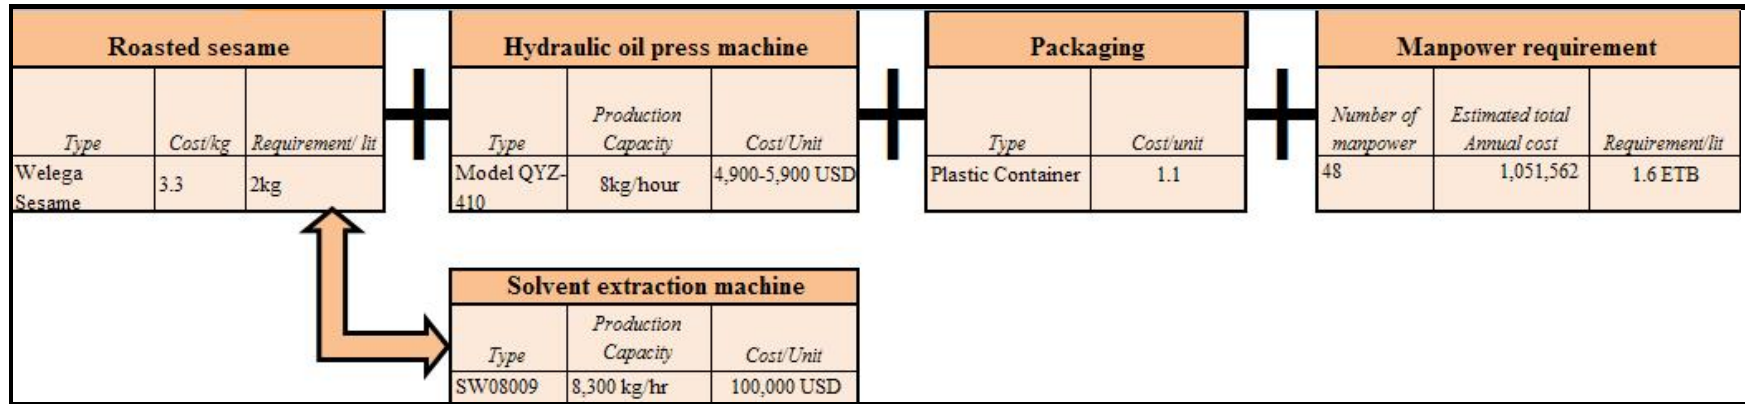 Roasted sesame
Type Cost/kg Requirement/ lit
Welega
Sesame
3.3 2kg
Hydraulic oil press machine
Production
Type Capacity Cost/Unit
Model QYZ-
410
8kg/hour 4,900-5,900 USD
Packaging
Type Cost/unit
Plastic Container 1.1
Manpower requirement
Number of Estimated total
manpower Annual cost Requirement/lit
48 1,051,562 1.6 ETB
Solvent extraction machine
Production
Type Capacity Cost/Unit
SW08009 8,300 kg/hr 100,000 USD